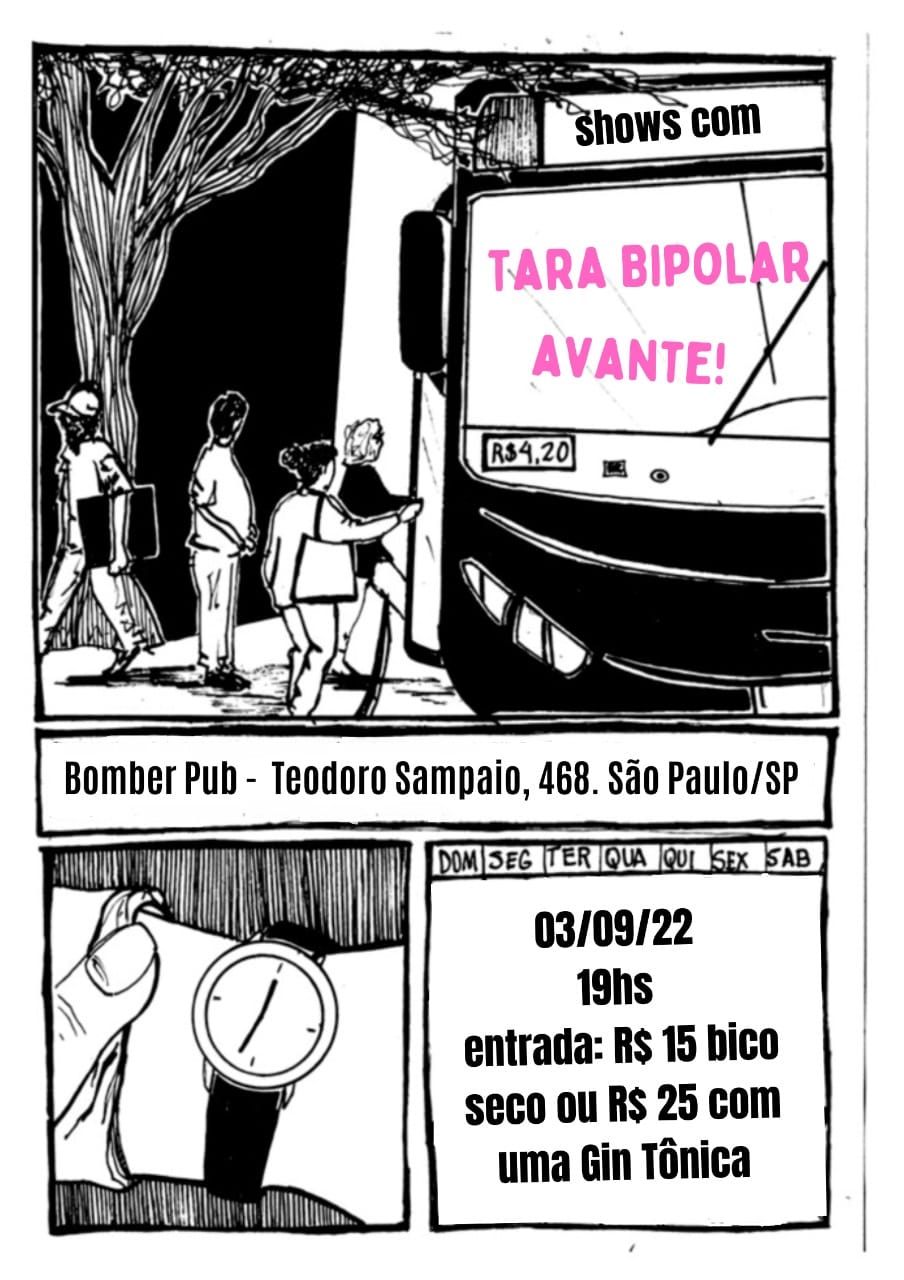 shows com
TARA BIPOLAR
AVANTE!
R$4,20
Bomber Pub - Teodoro Sampaio, 468. São Paulo/SP
DOM SEG TER QUA QUI SEX SAB
03/09/22
19hs
entrada: R$ 15 bico
seco ou R$ 25 com
uma Gin Tônica